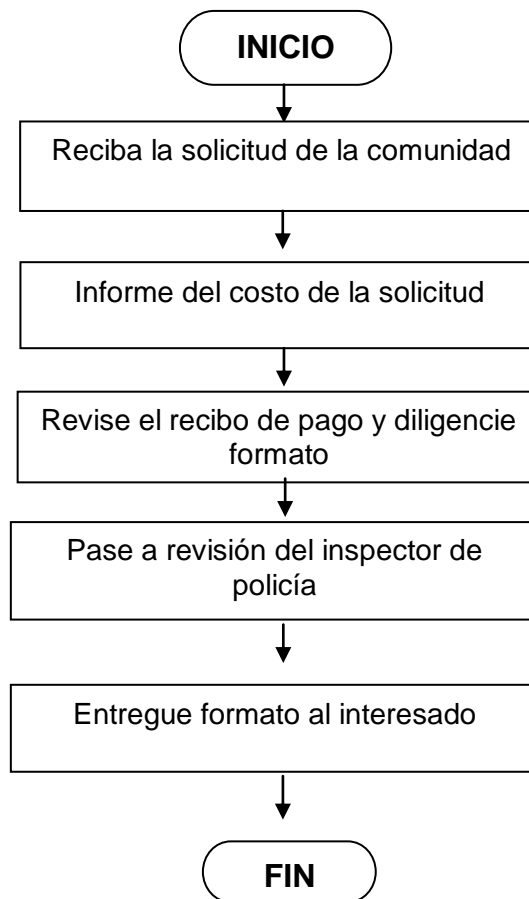 INICIO
Reciba la solicitud de la comunidad
Informe del costo de la solicitud
Revise el recibo de pago y diligencie
formato
Pase a revisión del inspector de
policía
Entregue formato al interesado
FIN